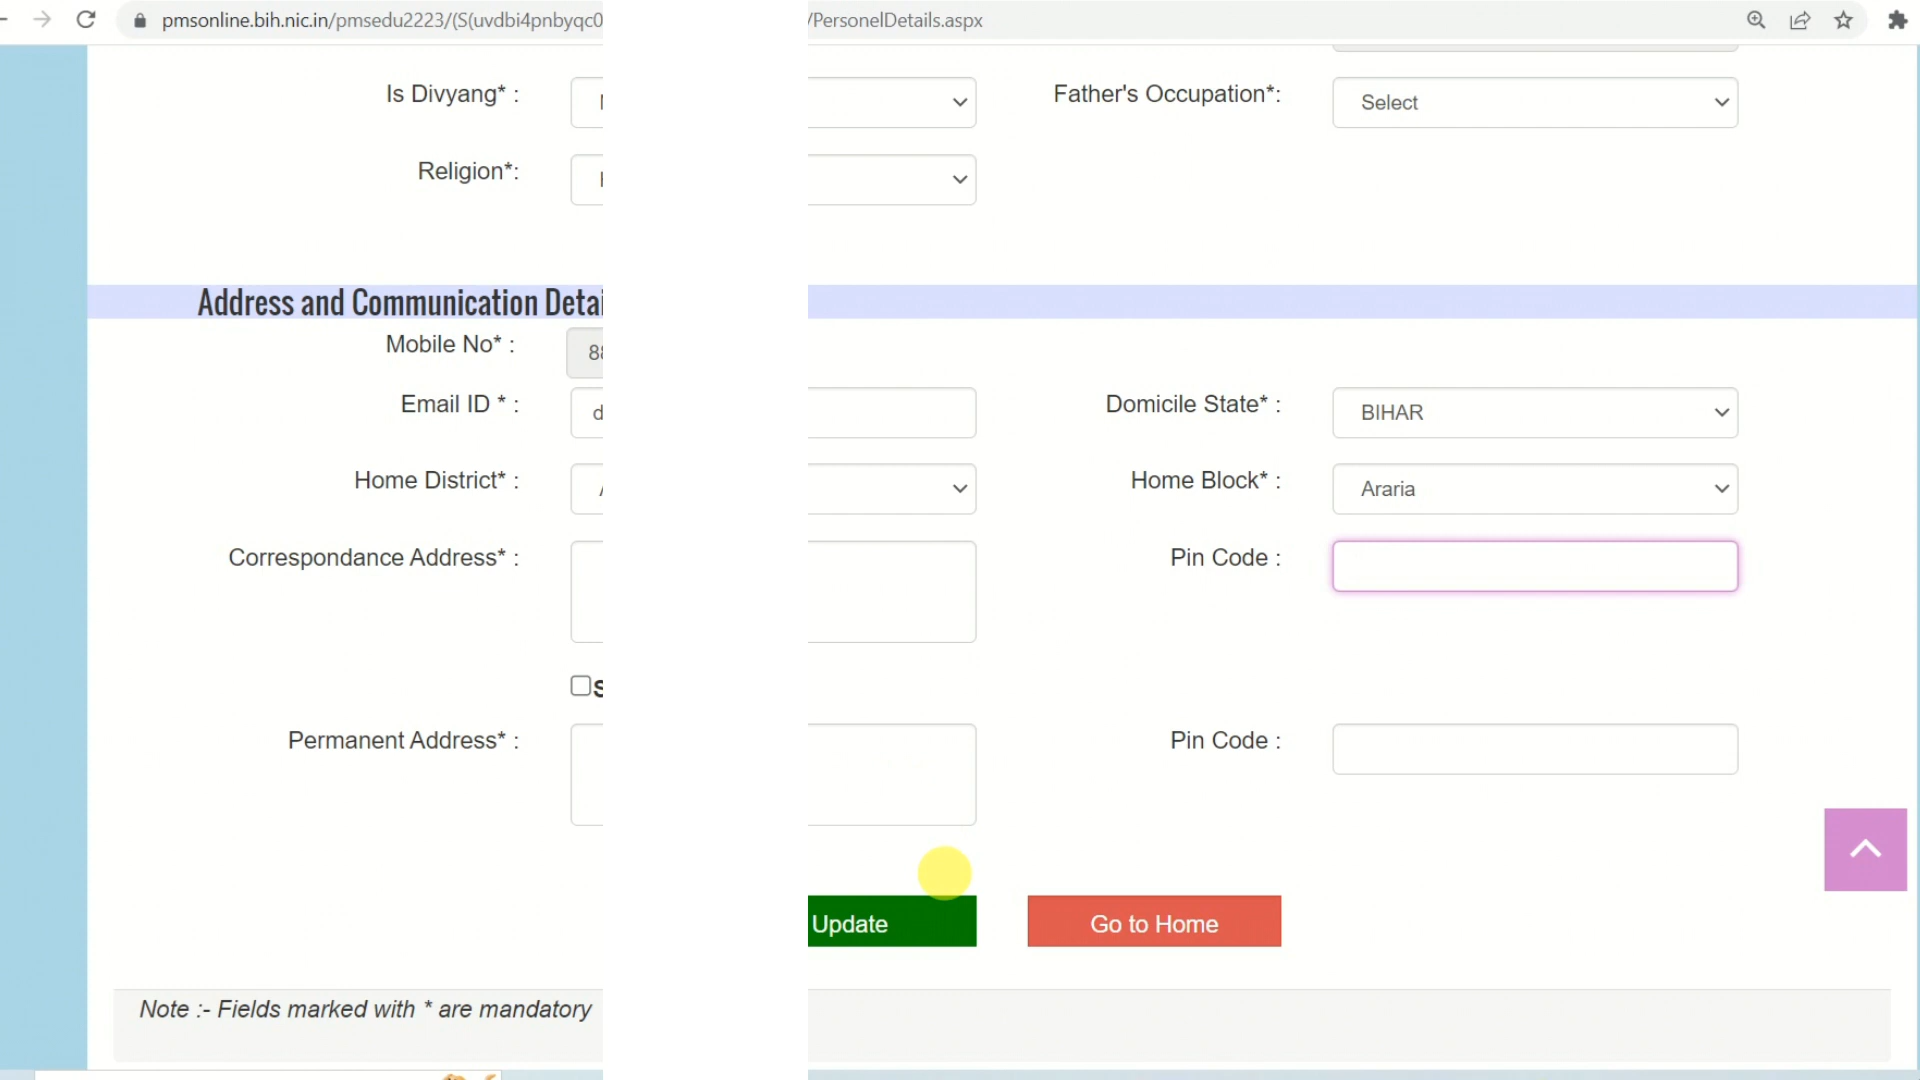 pmsonline.bih.nic.in/pmsedu2223/(S(uvdbi4pnbyqc0 /PersonelDetails.aspx
Is Divyang* :
Father's Occupation*: Select
Religion*:
Address and Communication
Mobile No* :
Email ID * :
Domicile State* : BIHAR
Home District* :
Home Block* : Araria
Correspondance Address* :
Pin Code :
Permanent Address* :
Pin Code :
Update Go to Home
Note :- Fields marked with * are mandatory